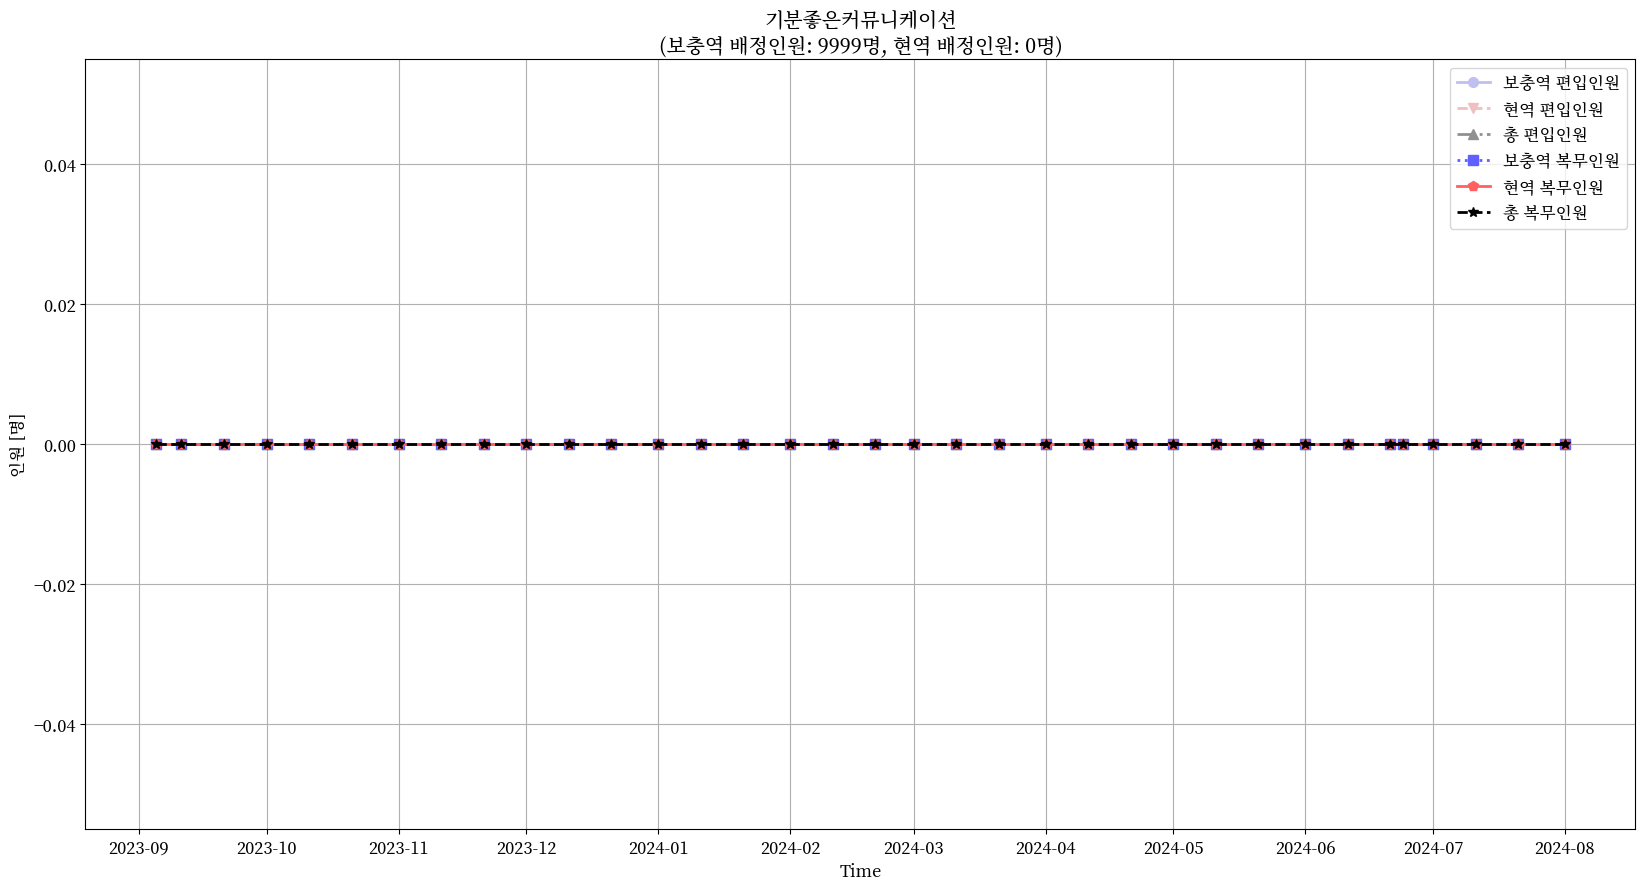 기분좋은커뮤니케이션
(보충역 배정인원: 9999명, 현역 배정인원: 0명)
보충역 편입인원
현역 편입인원
총 편입인원
보충역 복무인원
현역 복무인원
총 복무인원
0.04
0.02
0.00
−0.02
−0.04
인원 [명]
2023-09 2023-10 2023-11 2023-12 2024-01 2024-02 2024-03 2024-04 2024-05 2024-06 2024-07 2024-08
Time